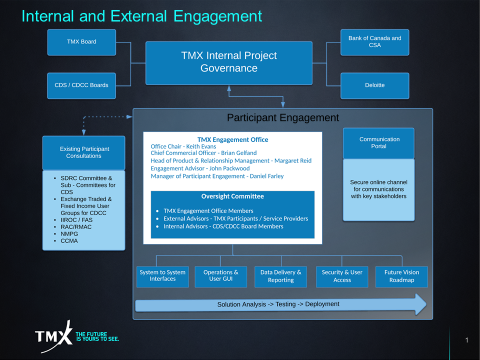 Internal and External Engagement
TMX Board
TMX Internal Project
Governance
Bank of Canada and
CSA
CDS / CDCC Boards
Deloitte
Participant Engagement
Existing Participant
Consultations
• SDRC Committee &
Sub - Committees for
CDS
• Exchange Traded &
Fixed Income User
Groups for CDCC
• IIROC / FAS
• RAC/RMAC
• NMPG
• CCMA
TMX Engagement Office
Office Chair - Keith Evans
Chief Commercial Officer - Brian Gelfand
Head of Product & Relationship Management - Margaret Reid
Engagement Advisor - John Packwood
Manager of Participant Engagement - Daniel Farley
Oversight Committee
• TMX Engagement Office Members
• External Advisors - TMX Participants / Service Providers
• Internal Advisors - CDS/CDCC Board Members
Communication
Portal
Secure online channel
for communications
with key stakeholders
System to System
Interfaces
Operations &
User GUI
Data Delivery &
Reporting
Security & User
Access
Future Vision
Roadmap
Solution Analysis -> Testing -> Deployment
TMX
THE FUTURE
IS YOURS TO SEE.
1